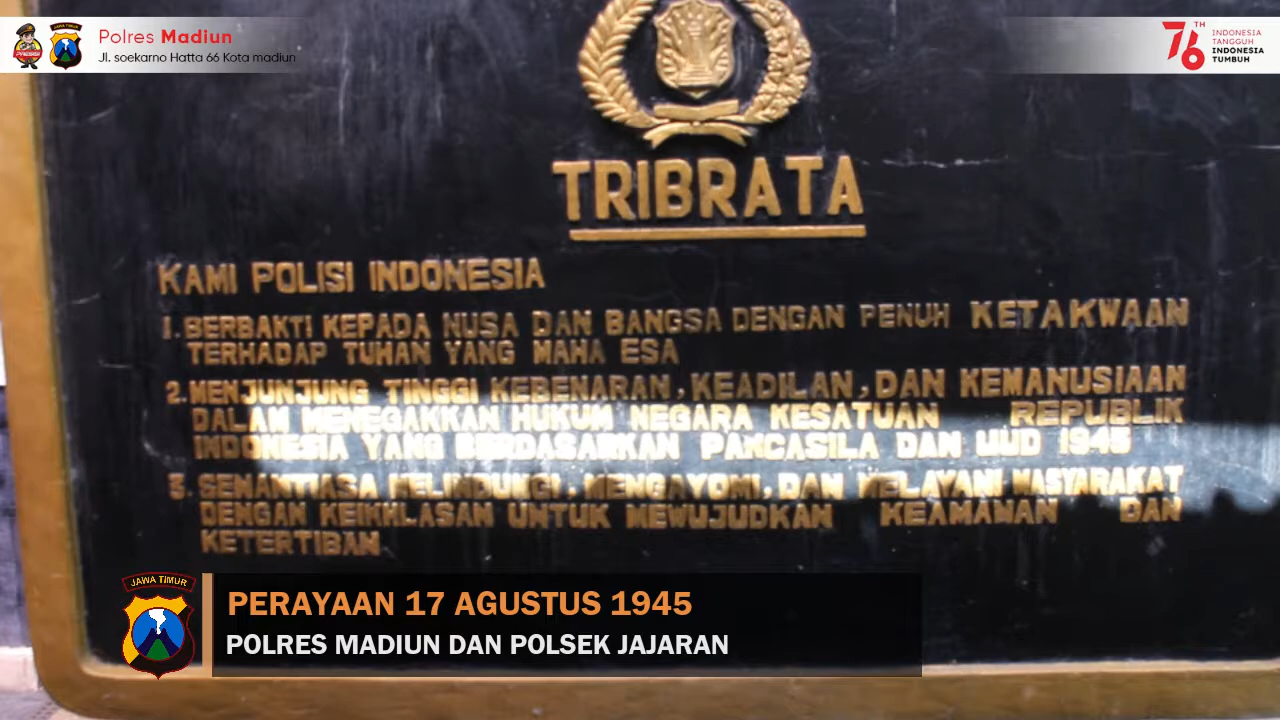 Polres Madiun
Jl. soekarno Hatta 66 Kota madiun
PRESISI
JAWA TIMUR
76 TH
INDONESIA
TANGGUH
INDONESIA
TUMBUH
TRIBRATA
KAMI POLISI INDONESIA
1. BERBAKTI KEPADA NUSA DAN BANGSA DENGAN PENUH KETAKWAAN
TERHADAP TUHAN YANG MAHA ESA
2. MENJUNJUNG TINGGI KEBENARAN, KEADILAN, DAN KEMANUSIAAN
DALAM MENEGAKKAN HUKUM NEGARA KESATUAN REPUBLIK
INDONESIA YANG BERDASARKAN PANCASILA DAN UUD 1945
3. SENANTIASA MELINDUNGI, MENGAYOMI, DAN MELAYANI MASYARAKAT
DENGAN KEIKHLASAN UNTUK MEWUJUDKAN KEAMANAN DAN
KETERTIBAN
JAWA TIMUR
PERAYAAN 17 AGUSTUS 1945
POLRES MADIUN DAN POLSEK JAJARAN